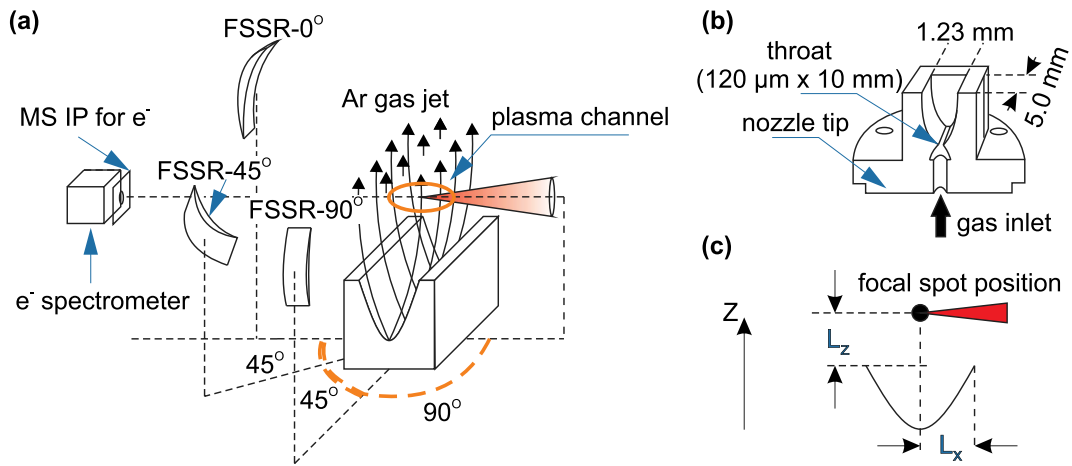 (a)
FSSR-0°
Ar gas jet
MS IP for e⁻
plasma channel
FSSR-45°
FSSR-90°
e⁻ spectrometer
45°
45°
90°
(b)
1.23 mm
throat
(120 µm x 10 mm)
5.0 mm
nozzle tip
gas inlet
(c)
focal spot position
Z
Lz
Lx